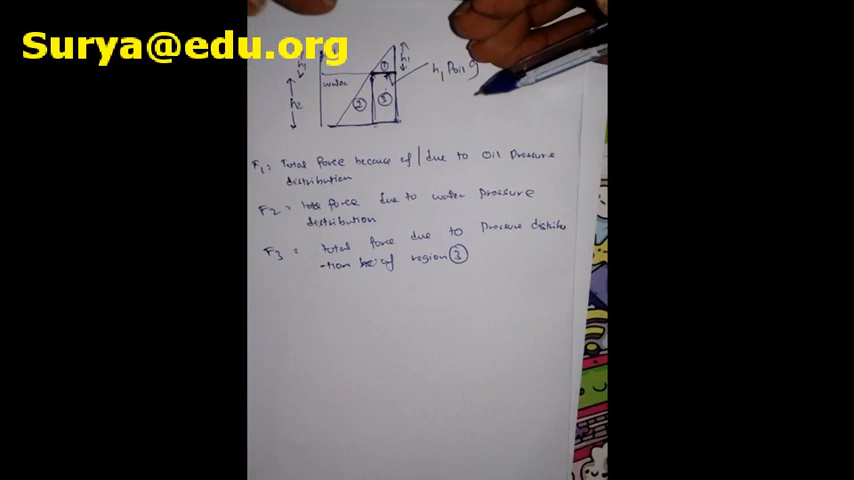 Surya@edu.org
h1
h1
①
h1 ρoil g
water
h2
②
③
F1 = Total Force because of / due to Oil Pressure
distribution
F2 = force due to water pressure
distribution
F3 = total force due to Pressure distribu
-tion of region ③